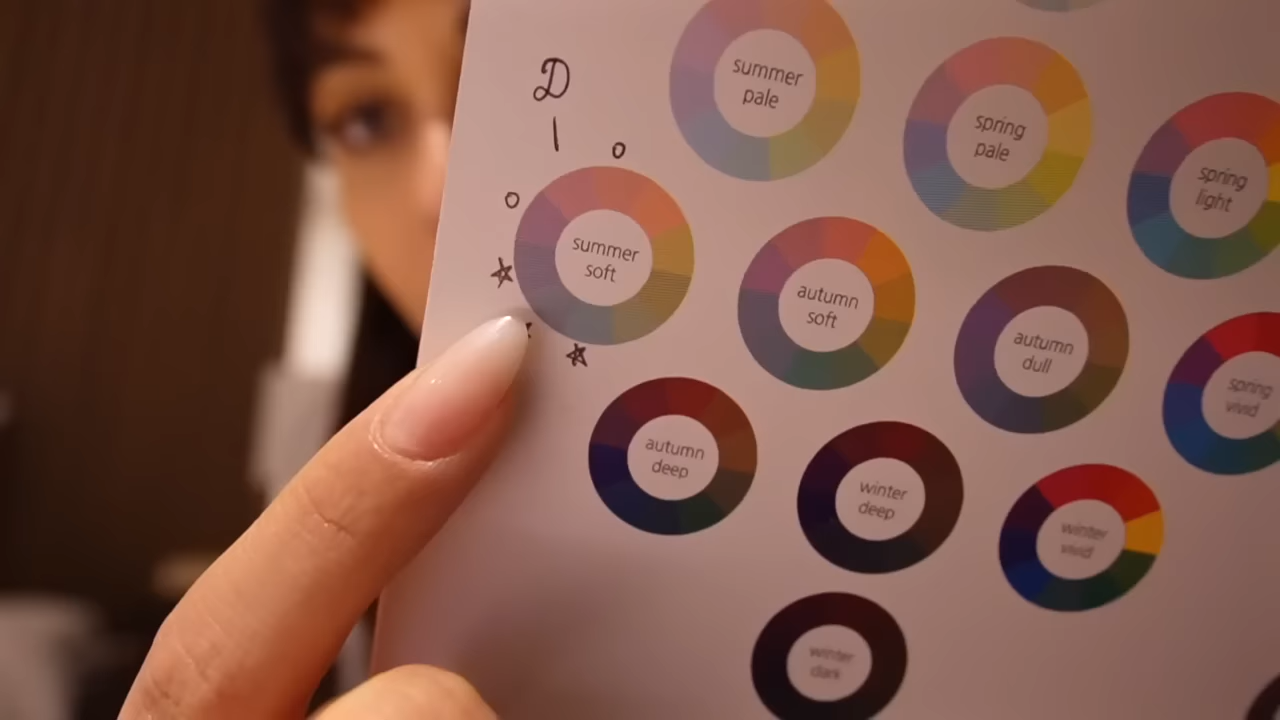 D
1
summer
pale
spring
pale
spring
light
summer
soft
autumn
soft
autumn
dull
spring
vivid
autumn
deep
winter
deep
winter
vivid
winter
dark